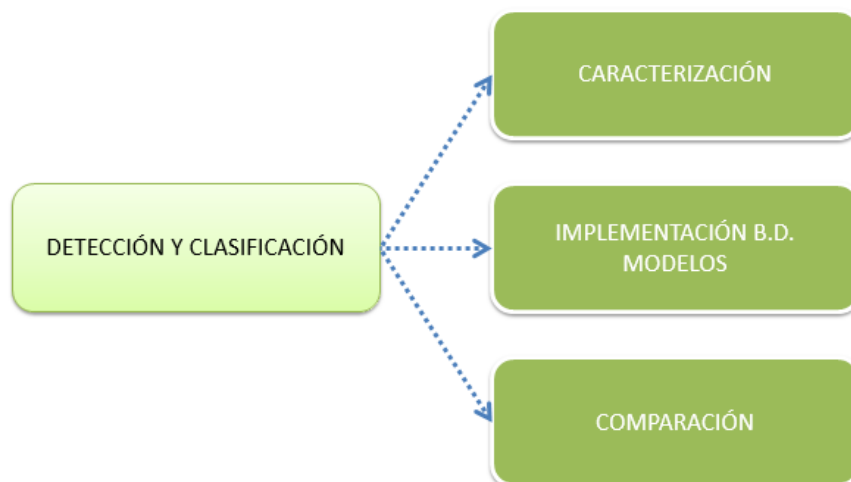 CARACTERIZACIÓN
DETECCIÓN Y CLASIFICACIÓN
IMPLEMENTACIÓN B.D.
MODELOS
COMPARACIÓN